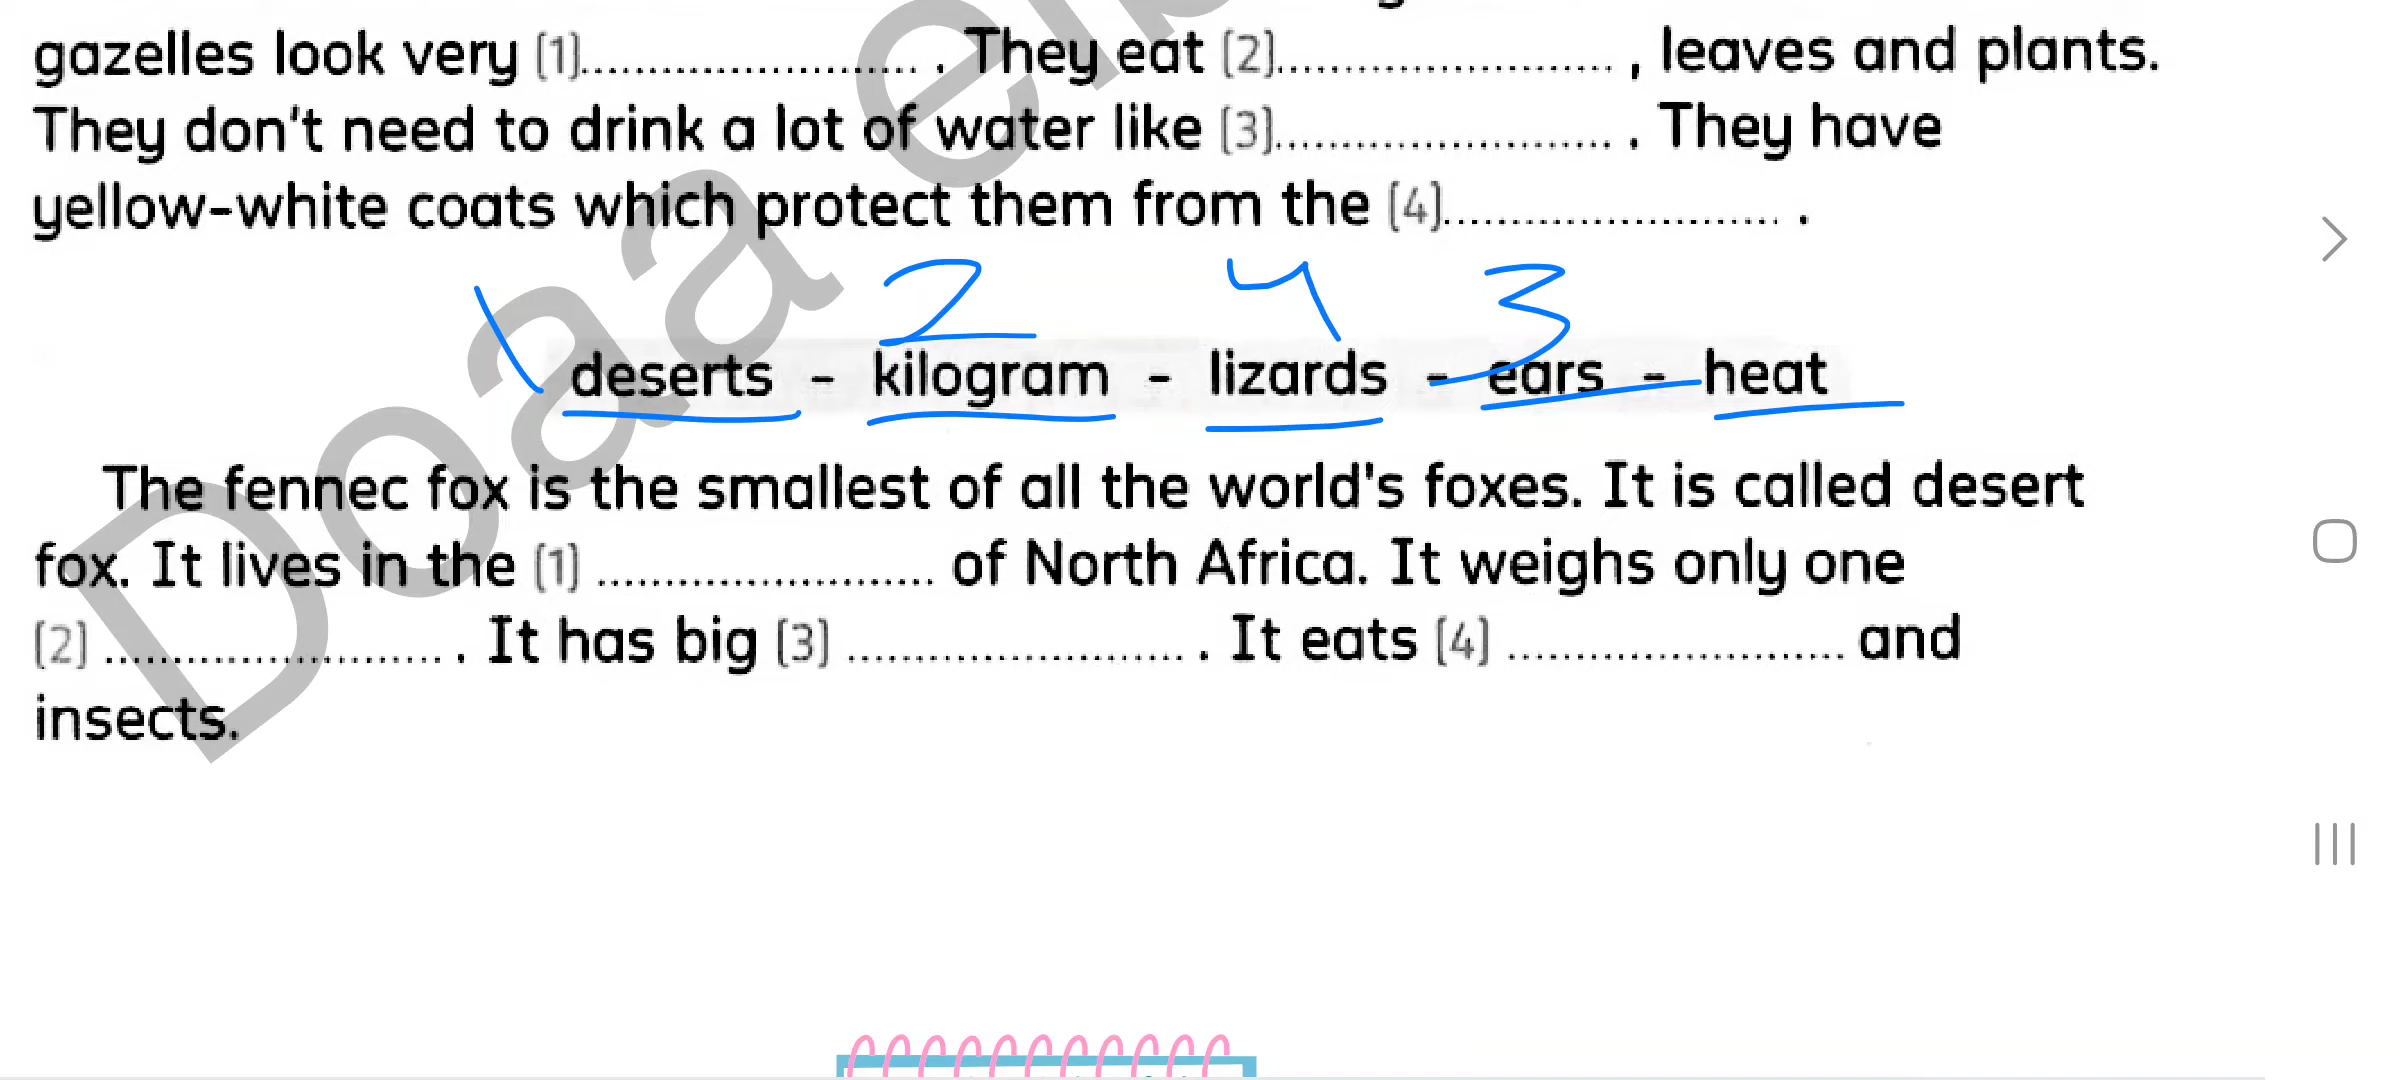 gazelles look very (1)......................... . They eat (2)........................., leaves and plants.
They don't need to drink a lot of water like (3)......................... . They have
yellow-white coats which protect them from the (4)......................... .
1 2 4 3
deserts - kilogram - lizards - ears - heat
The fennec fox is the smallest of all the world's foxes. It is called desert
fox. It lives in the (1) ......................... of North Africa. It weighs only one
(2) ......................... . It has big (3) ......................... . It eats (4) ......................... and
insects.
Doaa